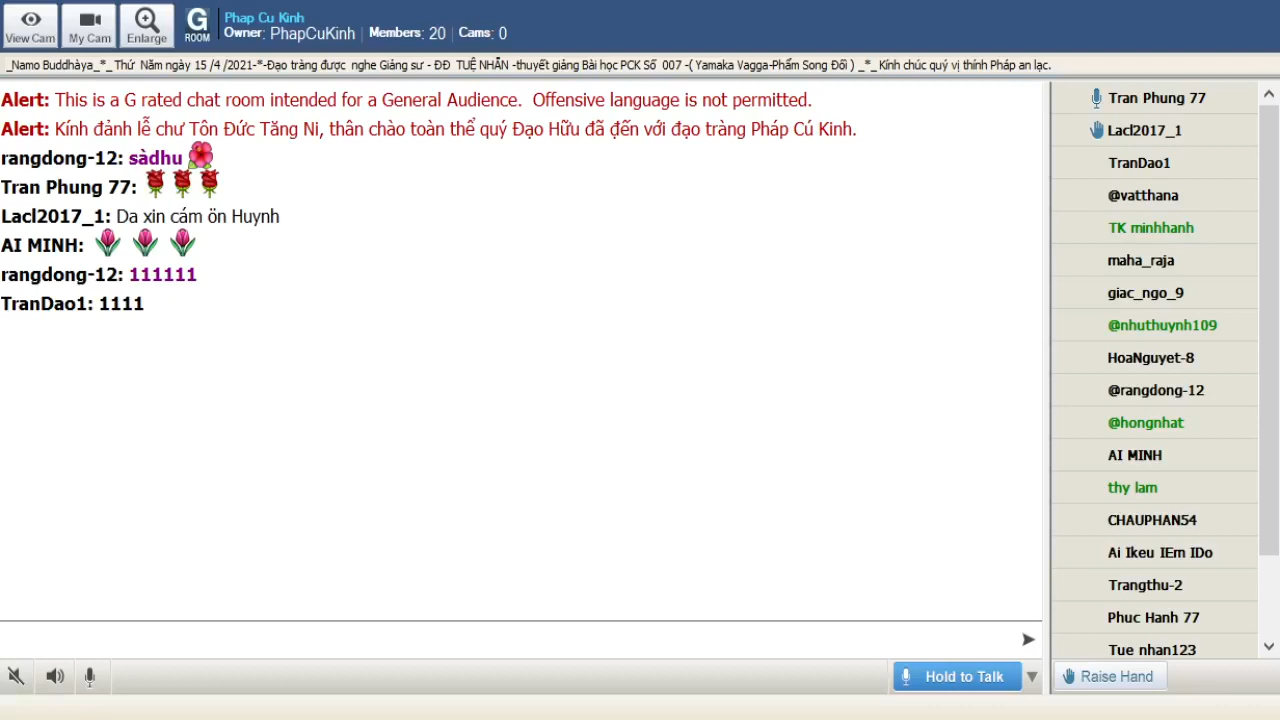 View Cam
My Cam
Enlarge
G
ROOM
Phap Cu Kinh
Owner: PhapCuKinh
Members: 20
Cams: 0
_Namo Buddhàya_*_ Thứ Năm ngày 15 /4 /2021-*-Đạo tràng được nghe Giảng sư - ĐĐ TUỆ NHẪN -thuyết giảng Bài học PCK Số 007 -( Yamaka Vagga-Phẩm Song Đối ) _*_ Kính chúc quý vị thính Pháp an lạc.
Alert: This is a G rated chat room intended for a General Audience. Offensive language is not permitted.
Alert: Kính đảnh lễ chư Tôn Đức Tăng Ni, thân chào toàn thể quý Đạo Hữu đã đến với đạo tràng Pháp Cú Kinh.
rangdong-12: sàdhu
Tran Phung 77:
Lacl2017_1: Da xin cám ön Huynh
AI MINH:
rangdong-12: 111111
TranDao1: 1111
Tran Phung 77
Lacl2017_1
TranDao1
@vatthana
TK minhhanh
maha_raja
giac_ngo_9
@nhuthuynh109
HoaNguyet-8
@rangdong-12
@hongnhat
AI MINH
thy lam
CHAUPHAN54
Ai Ikeu IEm IDo
Trangthu-2
Phuc Hanh 77
Tue nhan123
Hold to Talk
Raise Hand